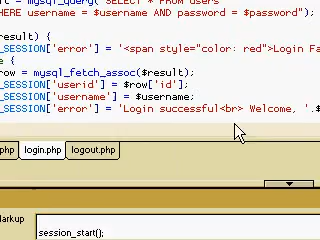 lt = mysql_query("SELECT * FROM users
HERE username = $username AND password = $password");
result) {
_SESSION['error'] = '<span style="color: red">Login Fa
{
row = mysql_fetch_assoc($result);
_SESSION['userid'] = $row['id'];
_SESSION['username'] = $username;
_SESSION['error'] = 'Login successful<br> Welcome, '.$
php login.php logout.php
arkup
session_start();